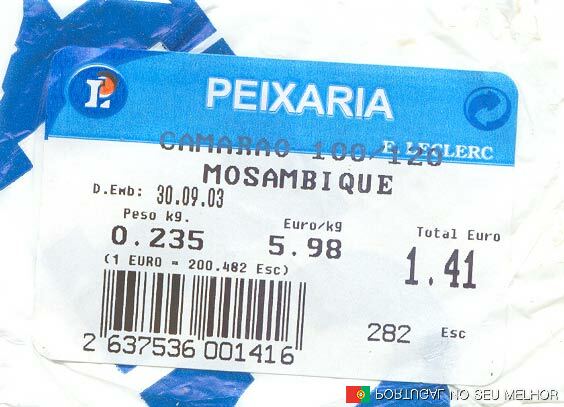 L
PEIXARIA
CAMARAO 100/120
E. LECLERC
MOSAMBIQUE
D.Emb: 30.09.03
Peso kg. Euro/kg Total Euro
0.235 5.98 1.41
(1 EURO = 200.482 Esc)
282 Esc
2 637536 001416
PORTUGAL NO SEU MELHOR